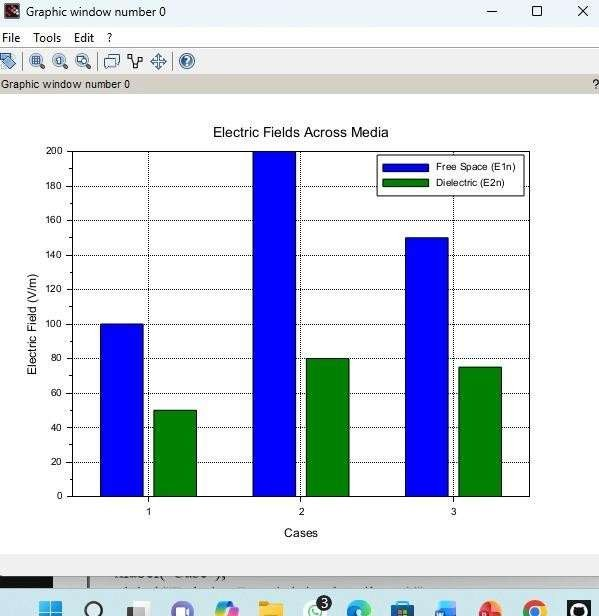 Graphic window number 0
File Tools Edit ?
Graphic window number 0 ?
Electric Fields Across Media
200
180
160
140
120
100
80
60
40
20
0
Electric Field (V/m)
Free Space (E1n)
Dielectric (E2n)
1 2 3
Cases
3